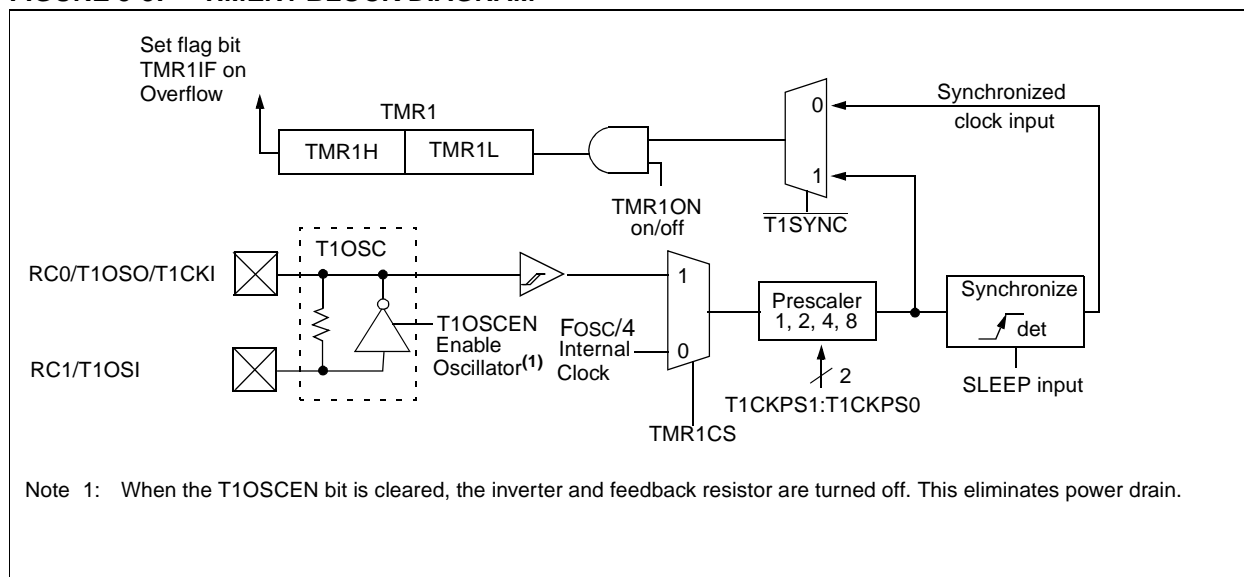 Set flag bit
TMR1IF on
Overflow
TMR1
TMR1H
TMR1L
TMR1ON
on/off
0
1
T1SYNC
Synchronized
clock input
RC0/T1OSO/T1CKI
RC1/T1OSI
T1OSC
T1OSCEN
Enable
Oscillator(1)
FOSC/4
Internal
Clock
1
0
TMR1CS
Prescaler
1, 2, 4, 8
2
T1CKPS1:T1CKPS0
Synchronize
det
SLEEP input
Note 1: When the T1OSCEN bit is cleared, the inverter and feedback resistor are turned off. This eliminates power drain.